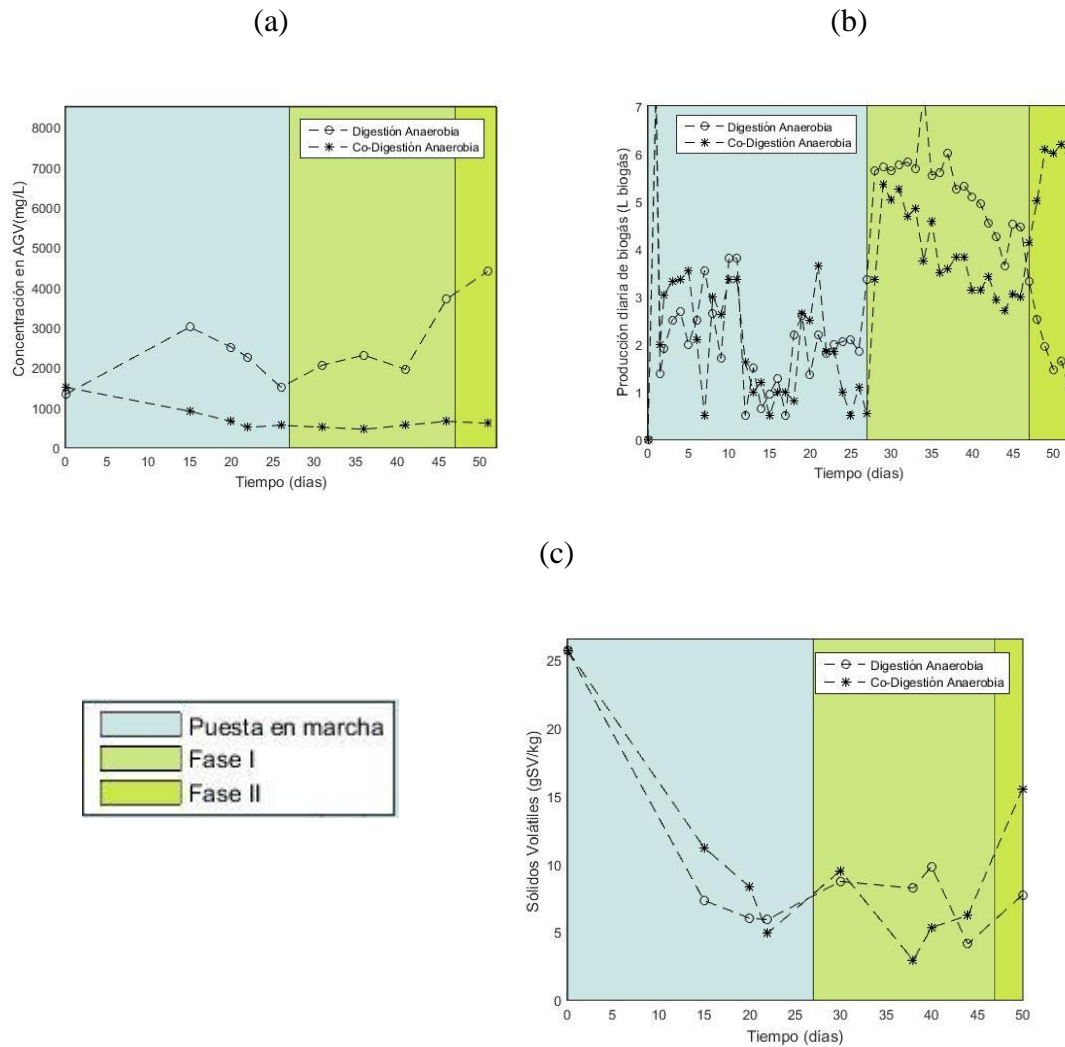 (a)
Concentración en AGV(mg/L)
8000
7000
6000
5000
4000
3000
2000
1000
0
Digestión Anaerobia
Co-Digestión Anaerobia
0 5 10 15 20 25 30 35 40 45 50
Tiempo (días)
(b)
Producción diaria de biogás (L biogás)
7
6
5
4
3
2
1
0
Digestión Anaerobia
Co-Digestión Anaerobia
0 5 10 15 20 25 30 35 40 45 50
Tiempo (días)
(c)
Puesta en marcha
Fase I
Fase II
Sólidos Volátiles (gSV/kg)
25
20
15
10
5
0
Digestión Anaerobia
Co-Digestión Anaerobia
0 5 10 15 20 25 30 35 40 45 50
Tiempo (días)